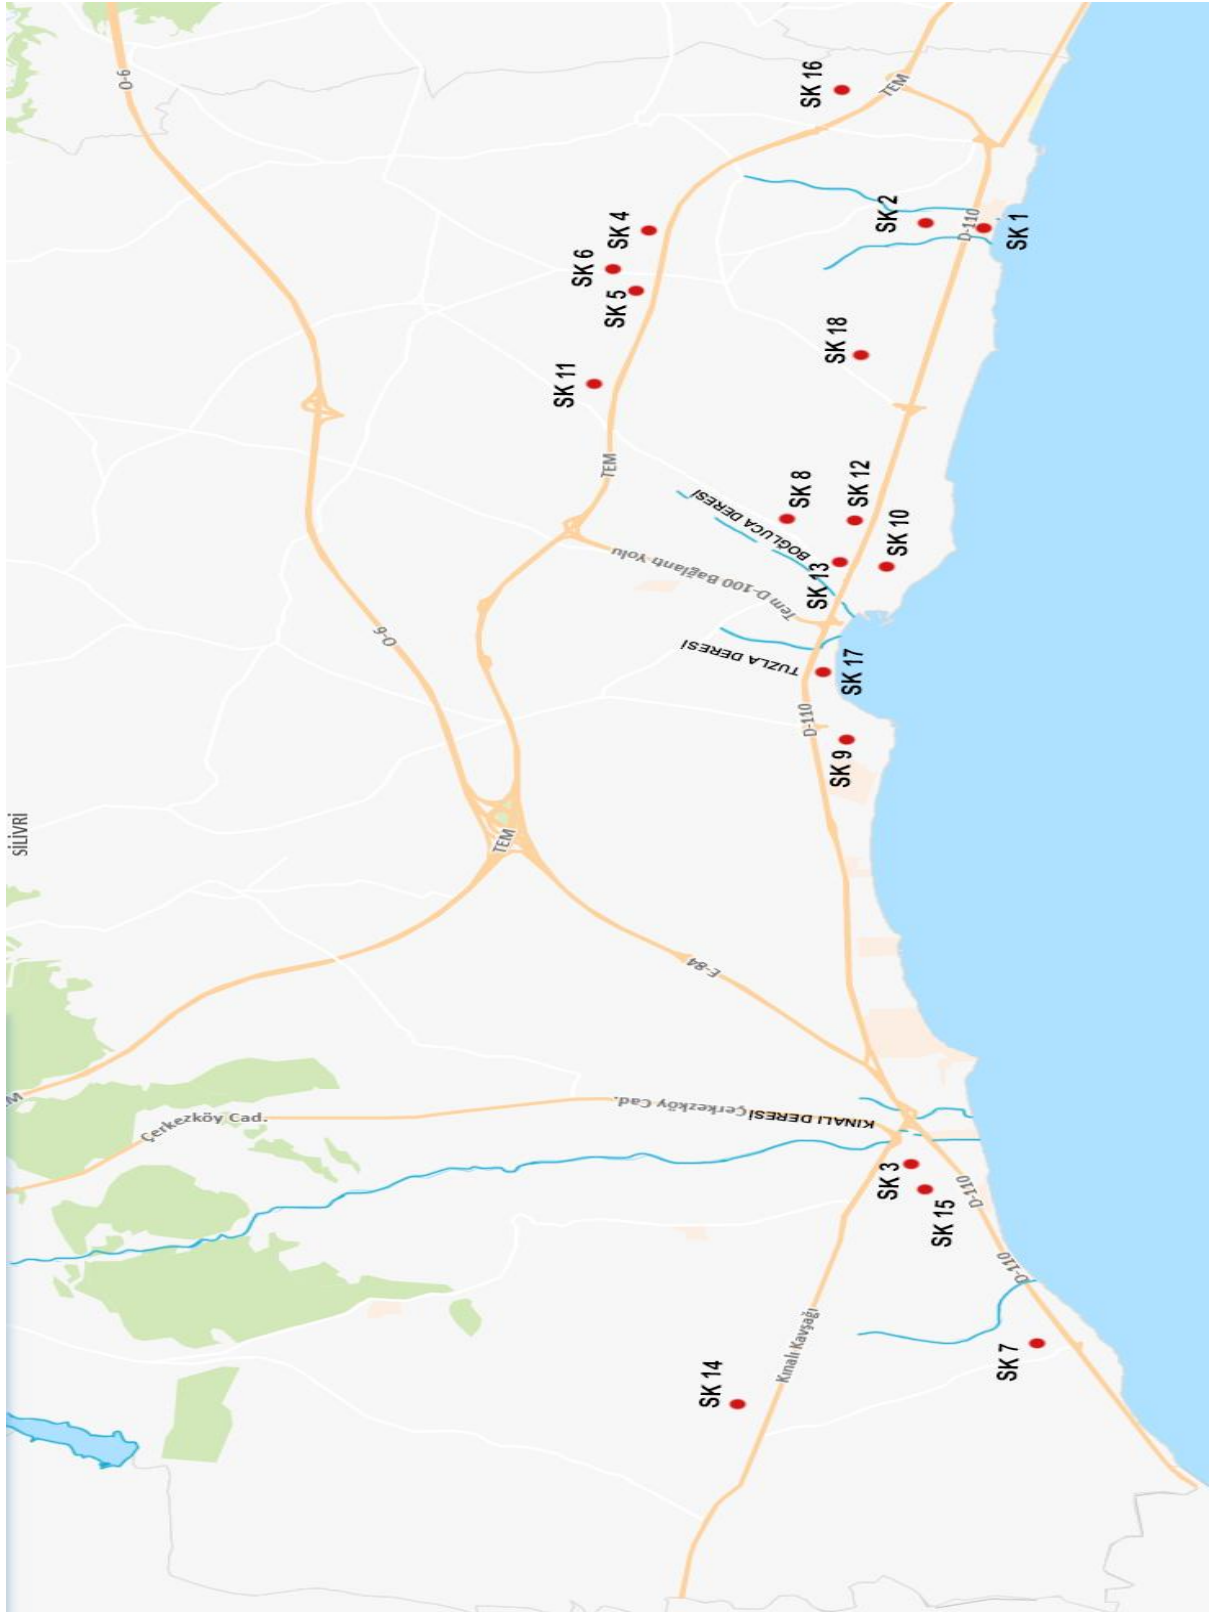 SİLİVRİ
O-6
O-6
TEM
TEM
TEM
E-84
Çerkezköy Cad.
Çerkezköy Cad.
KINALI DERESİ
Kınalı Kavşağı
D-110
D-110
D-110
D-110
TUZLA DERESİ
Tem D-100 Bağlantı Yolu
BOĞLUCA DERESİ
SK 14
SK 7
SK 15
SK 3
SK 9
SK 17
SK 13
SK 10
SK 12
SK 8
SK 11
SK 18
SK 5
SK 6
SK 4
SK 2
SK 1
SK 16